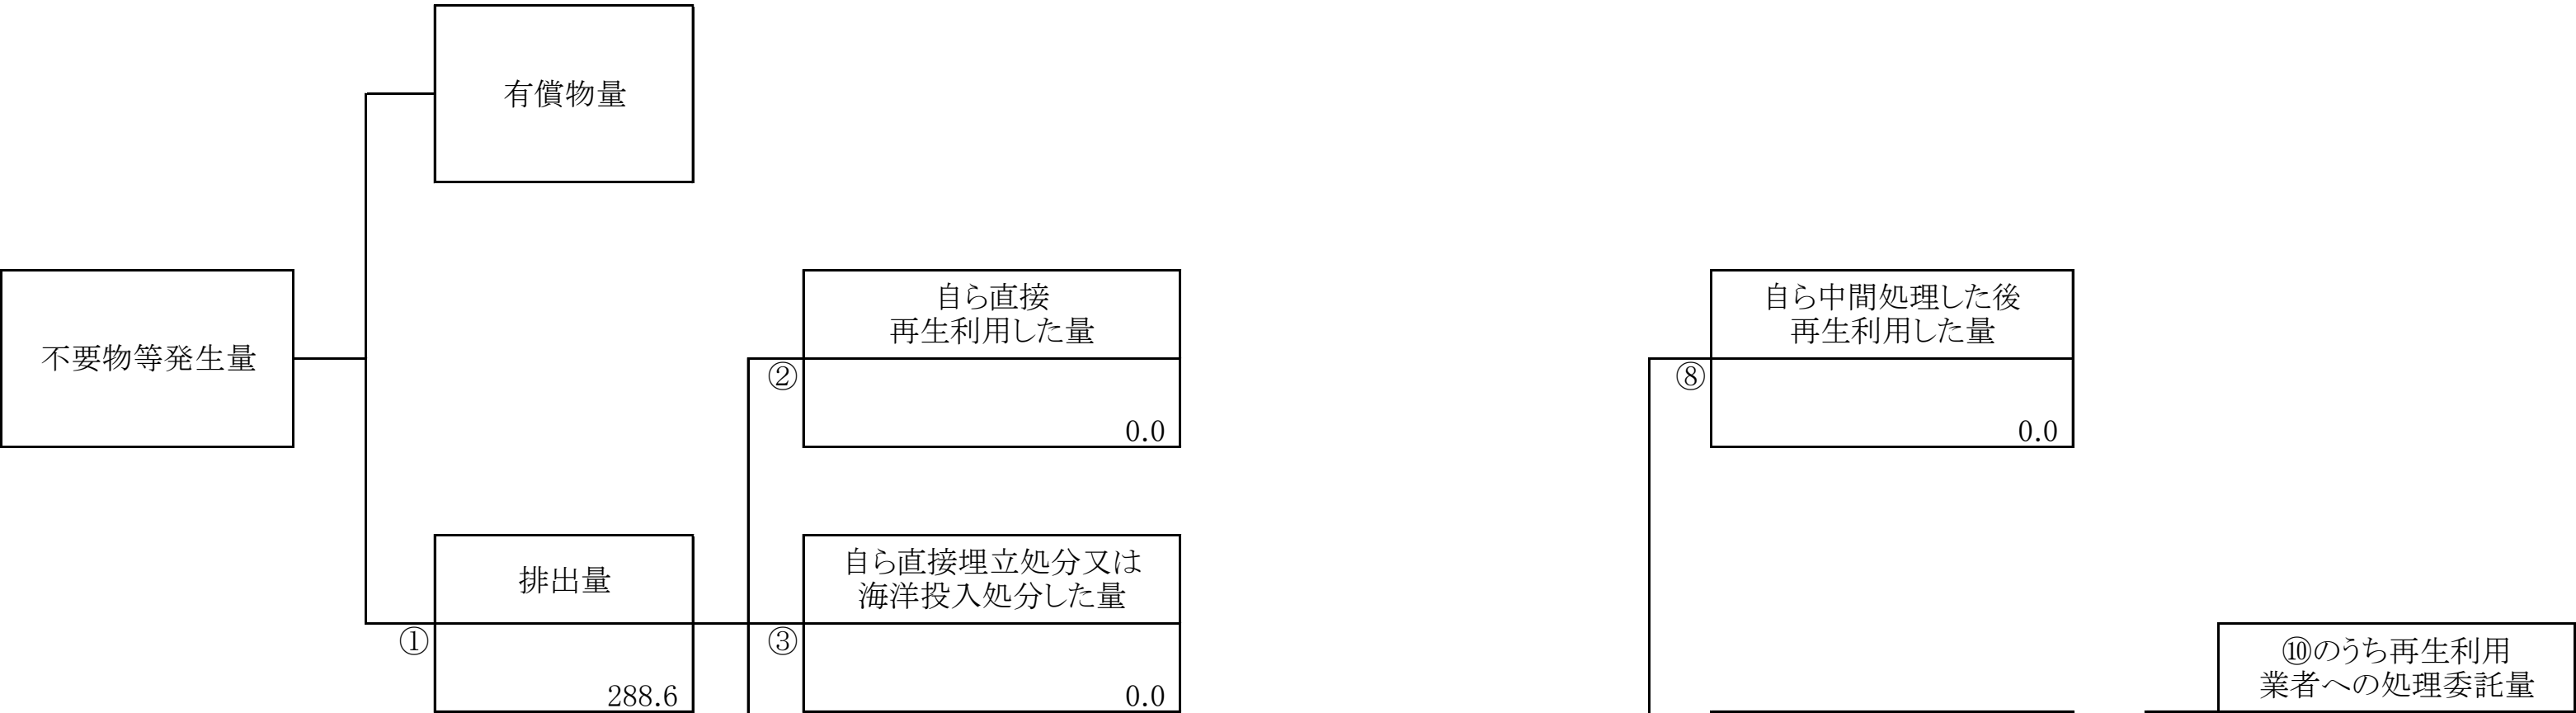 有償物量
不要物等発生量
自ら直接
再生利用した量
②
0.0
自ら中間処理した後
再生利用した量
⑧
0.0
排出量
①
288.6
自ら直接埋立処分又は
海洋投入処分した量
③
0.0
⑩のうち再生利用
業者への処理委託量